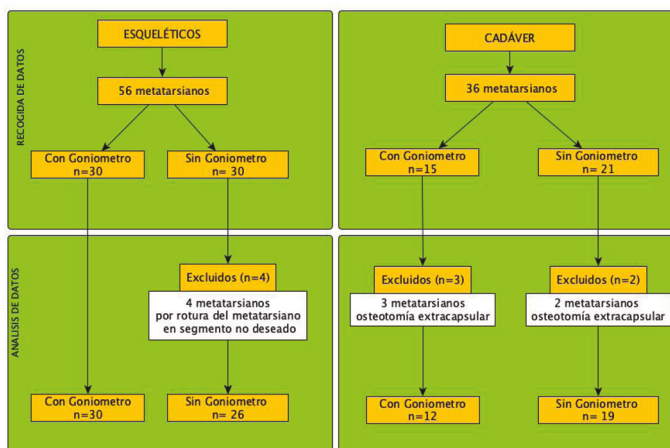 RECOGIDA DE DATOS
ESQUELÉTICOS
56 metatarsianos
Con Goniometro
n=30
Sin Goniometro
n= 30
CADÁVER
36 metatarsianos
Con Goniometro
n=15
Sin Goniometro
n= 21
ANALISIS DE DATOS
Excluidos (n=4)
4 metatarsianos
por rotura del metatarsiano
en segmento no deseado
Con Goniometro
n=30
Sin Goniometro
n= 26
Excluidos (n=3)
3 metatarsianos
osteotomía extracapsular
Excluidos (n=2)
2 metatarsianos
osteotomía extracapsular
Con Goniometro
n=12
Sin Goniometro
n= 19